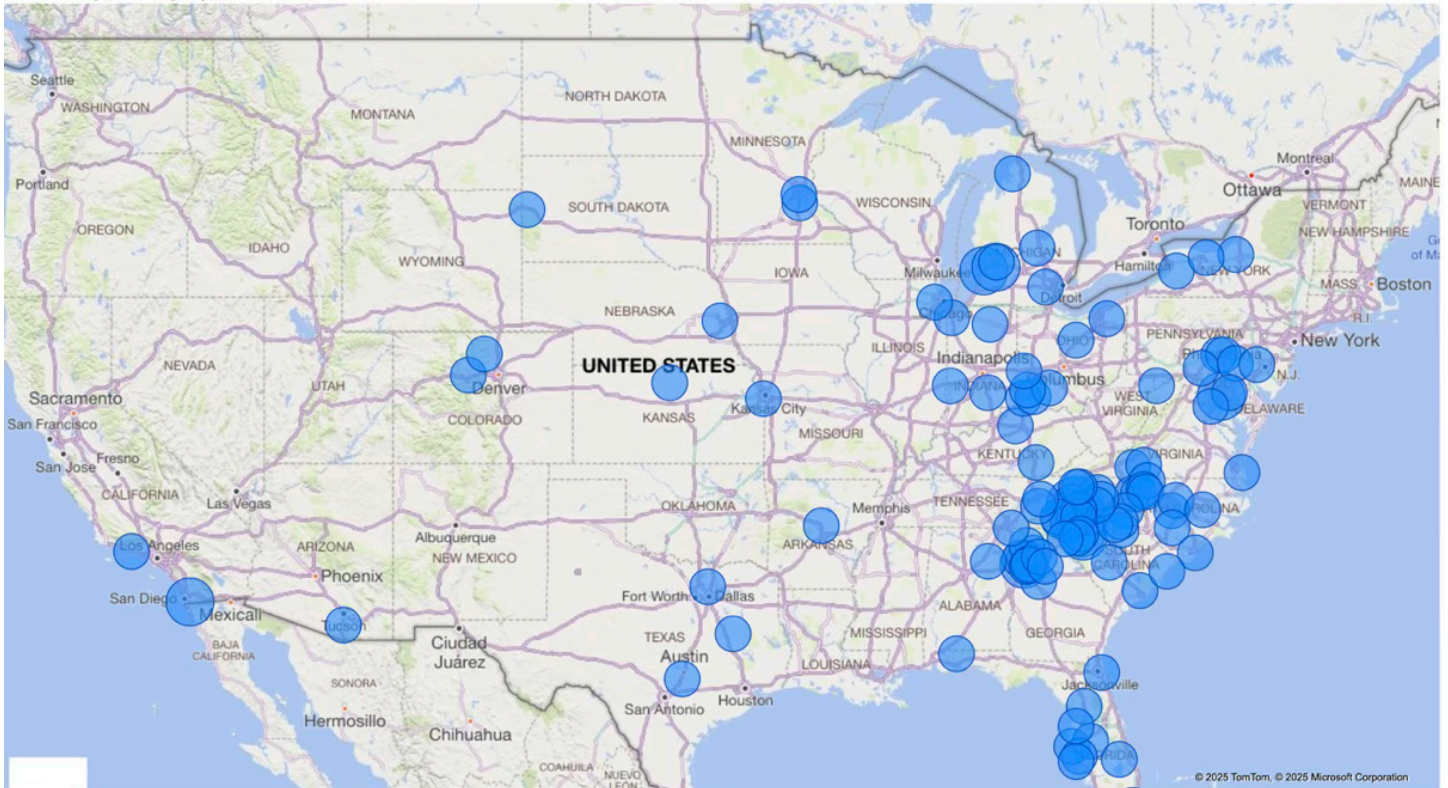 Seattle
WASHINGTON
MONTANA
NORTH DAKOTA
MINNESOTA
Montreal
Portland
Ottawa
MAINE
SOUTH DAKOTA
WISCONSIN
VERMONT
OREGON
Toronto
NEW HAMPSHIRE
IDAHO
WYOMING
Hamilton
NEW YORK
IOWA
Milwaukee
MASS.
Boston
Detroit
NEBRASKA
Chicago
R.I.
PENNSYLVANIA
OHIO
New York
ILLINOIS
NEVADA
UNITED STATES
Indianapolis
UTAH
Denver
INDIANA
N.J.
Sacramento
Kansas City
DELAWARE
COLORADO
KANSAS
WEST
VIRGINIA
San Francisco
MISSOURI
San Jose
Fresno
KENTUCKY
VIRGINIA
CALIFORNIA
Las Vegas
OKLAHOMA
Memphis
TENNESSEE
Los Angeles
ARIZONA
Albuquerque
NEW MEXICO
ARKANSAS
SOUTH
CAROLINA
Phoenix
San Diego
Mexicali
Fort Worth
Dallas
ALABAMA
Tucson
BAJA
CALIFORNIA
Ciudad
Juárez
TEXAS
Austin
MISSISSIPPI
GEORGIA
LOUISIANA
SONORA
Jacksonville
Hermosillo
San Antonio
Houston
Chihuahua
COAHUILA
NUEVO
LEÓN
© 2025 TomTom, © 2025 Microsoft Corporation